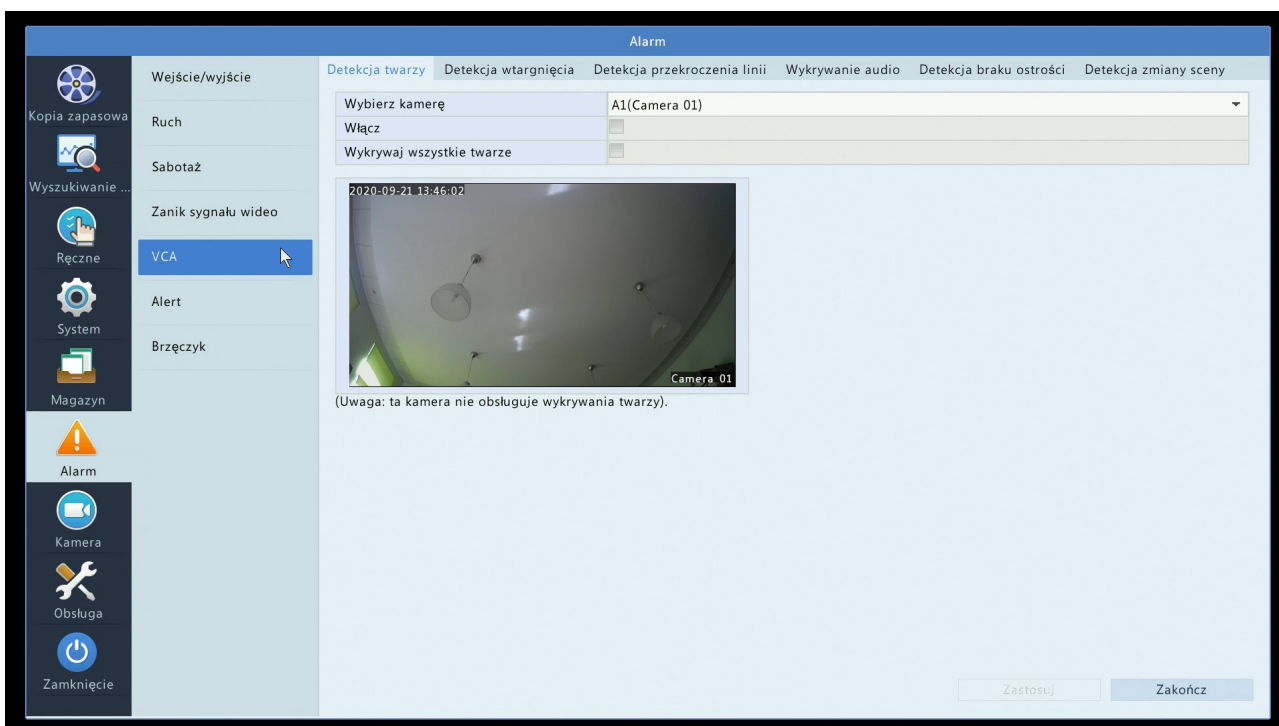 Alarm
Kopia zapasowa
Wyszukiwanie ...
Ręczne
System
Magazyn
Alarm
Kamera
Obsługa
Zamknięcie
Wejście/wyjście
Ruch
Sabotaż
Zanik sygnału wideo
VCA
Alert
Brzęczyk
Detekcja twarzy Detekcja wtargnięcia Detekcja przekroczenia linii Wykrywanie audio Detekcja braku ostrości Detekcja zmiany sceny
Wybierz kamerę A1(Camera 01)
Włącz
Wykrywaj wszystkie twarze
2020-09-21 13:46:02
Camera 01
(Uwaga: ta kamera nie obsługuje wykrywania twarzy).
Zastosuj Zakończ